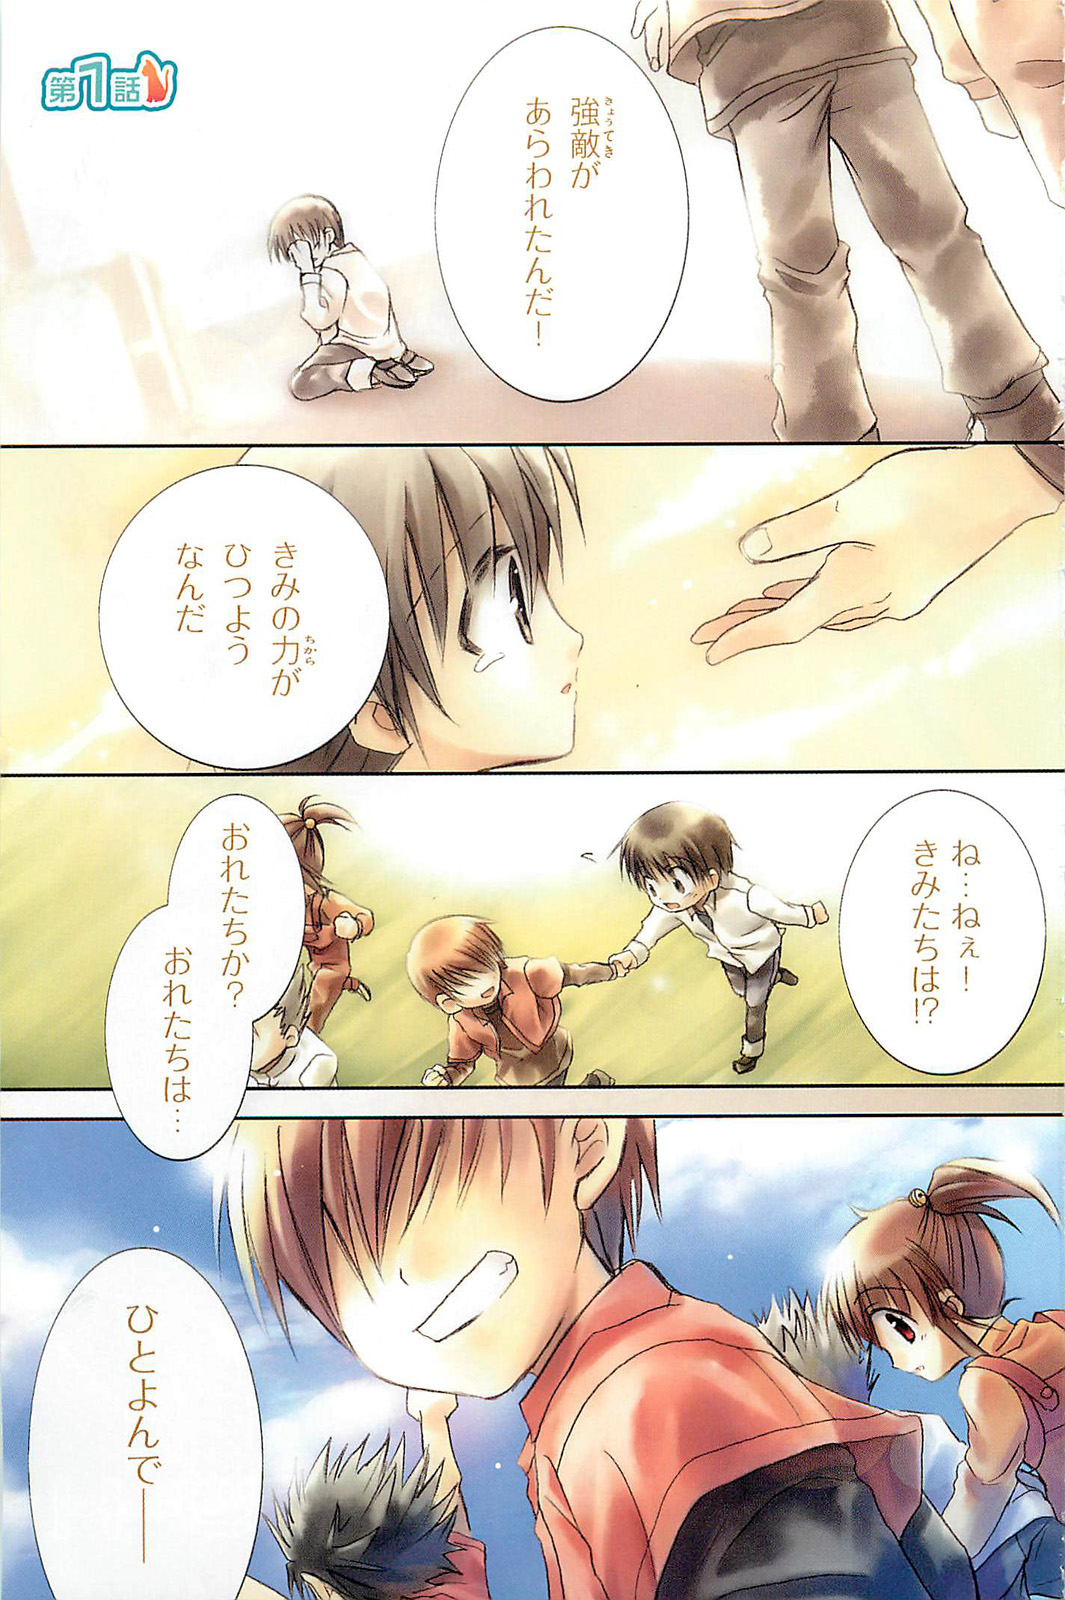 第1話
強敵が
あらわれたんだ!
きみの力が
ひつよう
なんだ
ね…ねぇ!
きみたちは!?
おれたちか?
おれたちは…
ひとよんで――